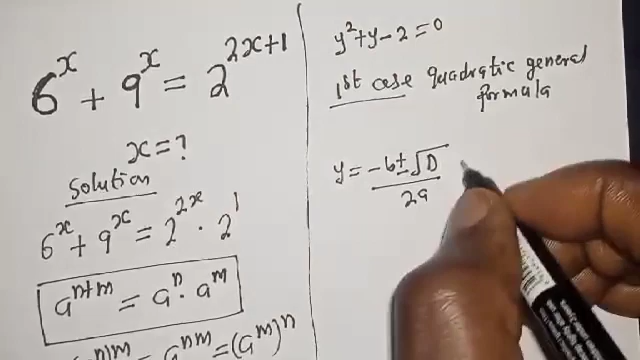 6^x + 9^x = 2^{2x+1}
x = ?
Solution
6^x + 9^x = 2^{2x} · 2^1
a^{n+m} = a^n · a^m
= a^{nm} = (a^m)^n
y^2 + y - 2 = 0
1st case quadratic general
formula
y = \frac{-b ± √D}{2a}